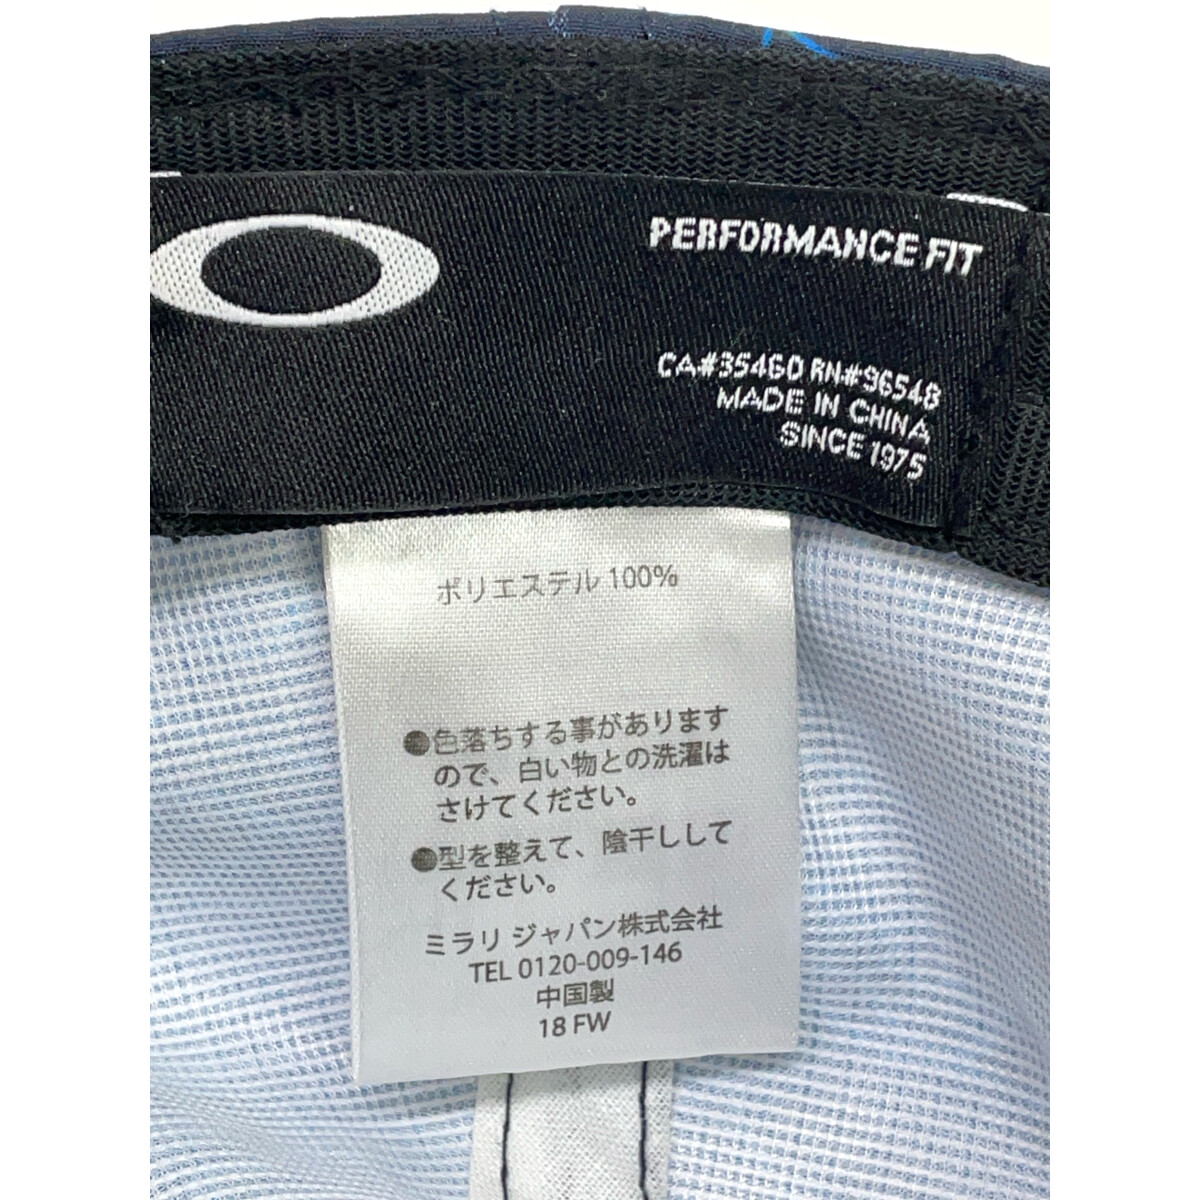 PERFORMANCE FIT
CA#35460 RN#96548
MADE IN CHINA
SINCE 1975
ポリエステル 100%
●色落ちする事があります
ので、白い物との洗濯は
さけてください。
●型を整えて、陰干しして
ください。
ミラリ ジャパン株式会社
TEL 0120-009-146
中国製
18 FW